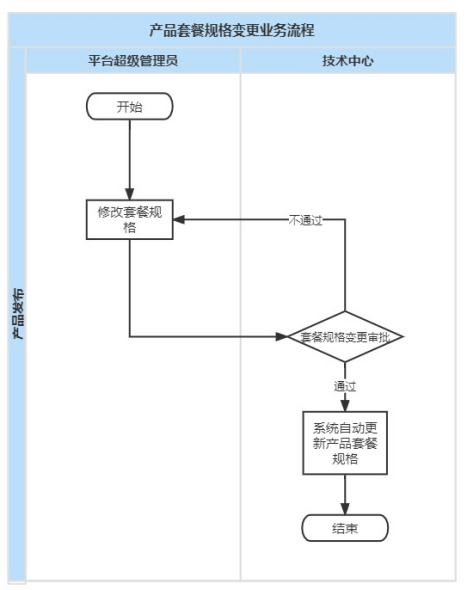 产品套餐规格变更业务流程
平台超级管理员
技术中心
产品发布
开始
修改套餐规
格
不通过
套餐规格变更审批
通过
系统自动更
新产品套餐
规格
结束